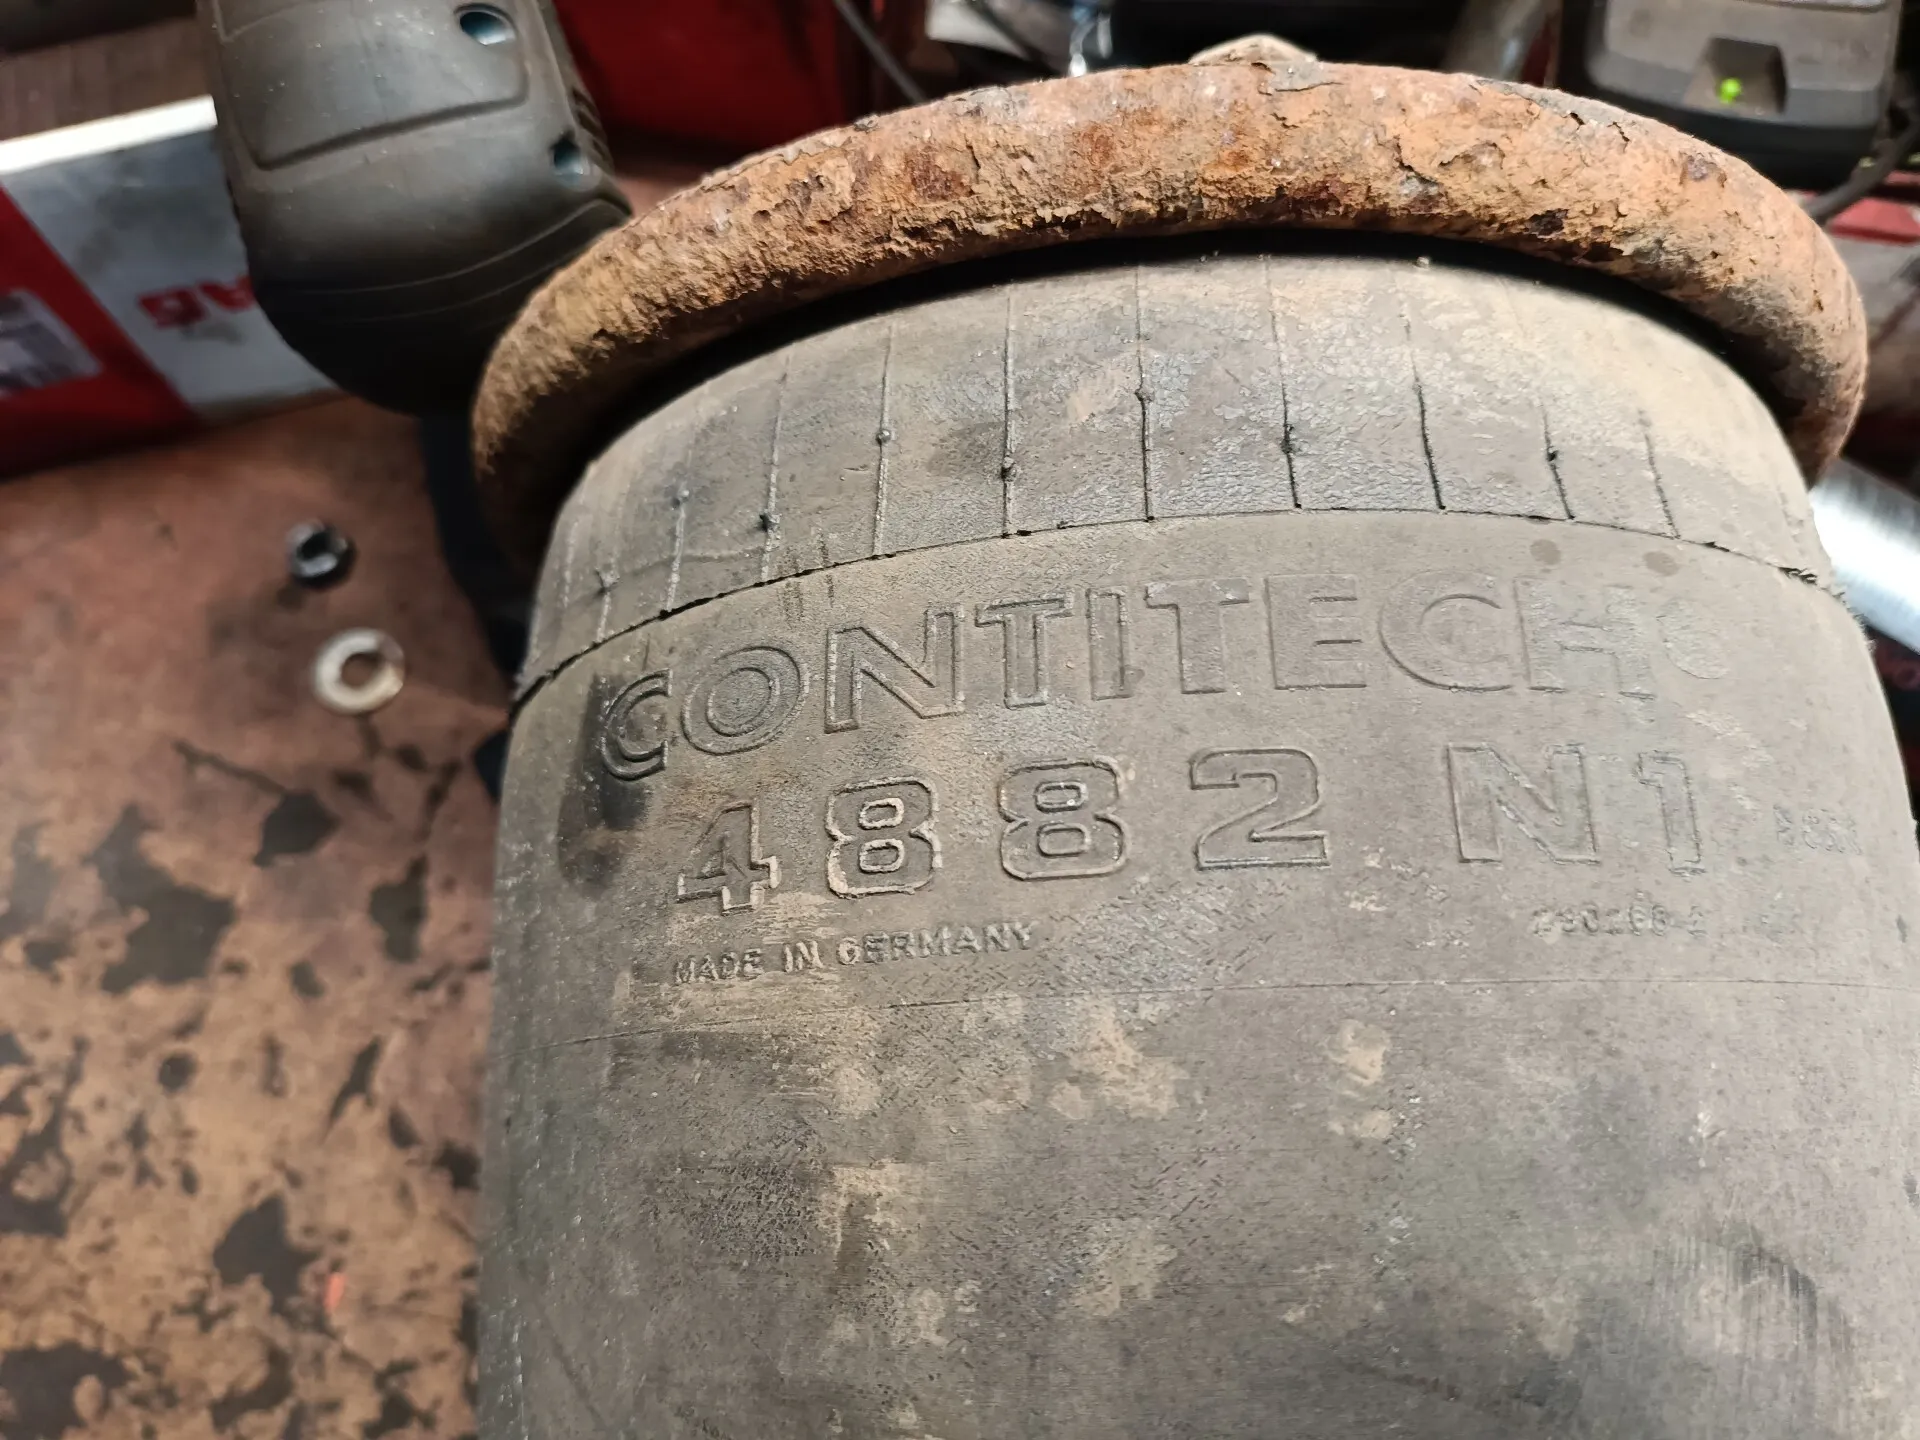 CONTITECH
4882 N1
MADE IN GERMANY